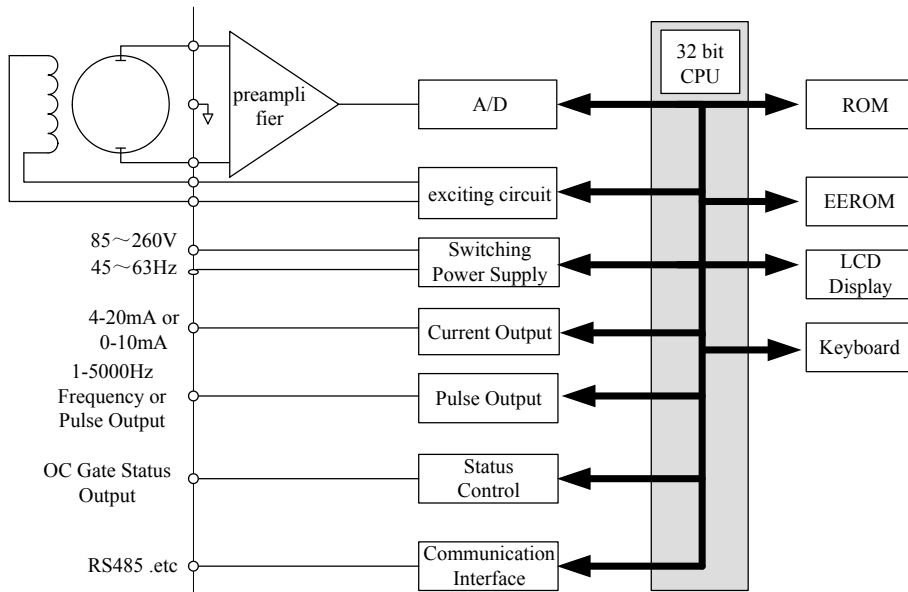 32 bit
CPU
preampli
fier
A/D
ROM
exciting circuit
EEROM
85～260V
45～63Hz
Switching
Power Supply
LCD
Display
4-20mA or
0-10mA
Current Output
Keyboard
1-5000Hz
Frequency or
Pulse Output
Pulse Output
OC Gate Status
Output
Status
Control
RS485 .etc
Communication
Interface